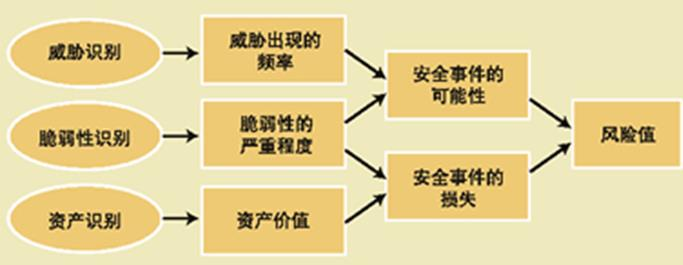 威胁识别
威胁出现的
频率
脆弱性识别
脆弱性的
严重程度
资产识别
资产价值
安全事件的
可能性
安全事件的
损失
风险值